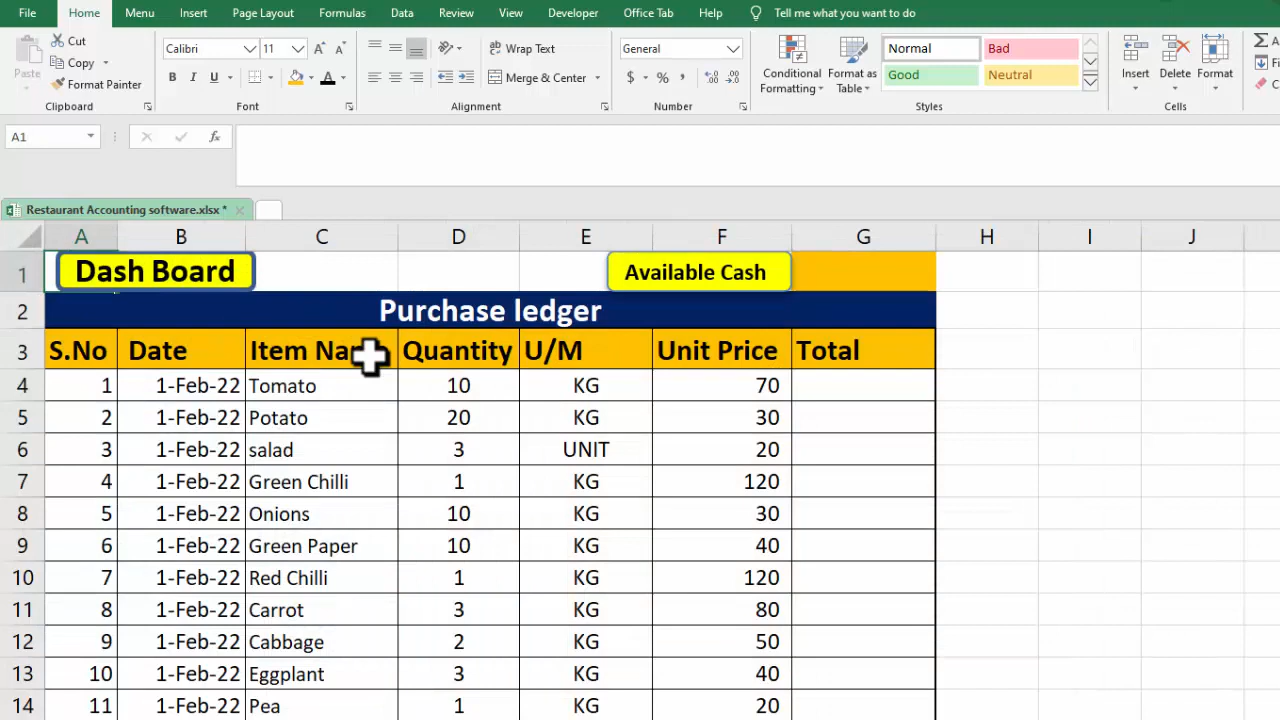 File Home Menu Insert Page Layout Formulas Data Review View Developer Office Tab Help Tell me what you want to do
Paste Cut Copy Format Painter Clipboard
Calibri 11 B I U A Font
Wrap Text Merge & Center Alignment
General $ % , Number
Conditional Formatting Format as Table Normal Bad Good Neutral Styles
Insert Delete Format Cells
A1 fx
Restaurant Accounting software.xlsx *
A B C D E F G H I J
1 Dash Board Available Cash
2 Purchase ledger
3 S.No Date Item Quantity U/M Unit Price Total
4 1 1-Feb-22 Tomato 10 KG 70
5 2 1-Feb-22 Potato 20 KG 30
6 3 1-Feb-22 salad 3 UNIT 20
7 4 1-Feb-22 Green Chilli 1 KG 120
8 5 1-Feb-22 Onions 10 KG 30
9 6 1-Feb-22 Green Paper 10 KG 40
10 7 1-Feb-22 Red Chilli 1 KG 120
11 8 1-Feb-22 Carrot 3 KG 80
12 9 1-Feb-22 Cabbage 2 KG 50
13 10 1-Feb-22 Eggplant 3 KG 40
14 11 1-Feb-22 Pea 1 KG 20